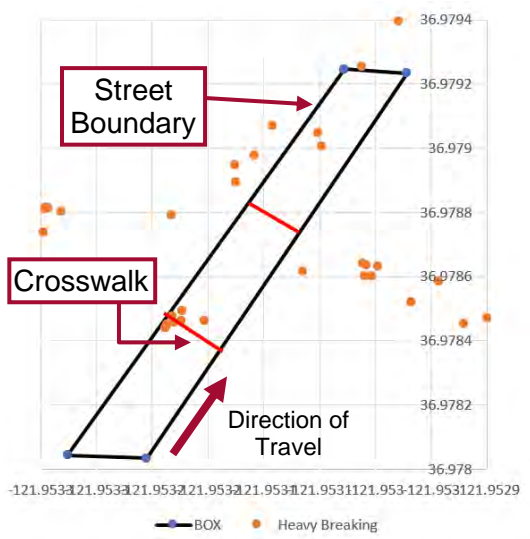 36.9794
Street
Boundary
36.9792
36.979
36.9788
Crosswalk
36.9786
36.9784
36.9782
Direction of
Travel
36.978
-121.9533 -121.9533 -121.9532 -121.9532 -121.9531 -121.9531 -121.953 -121.953 -121.9529
BOX Heavy Breaking